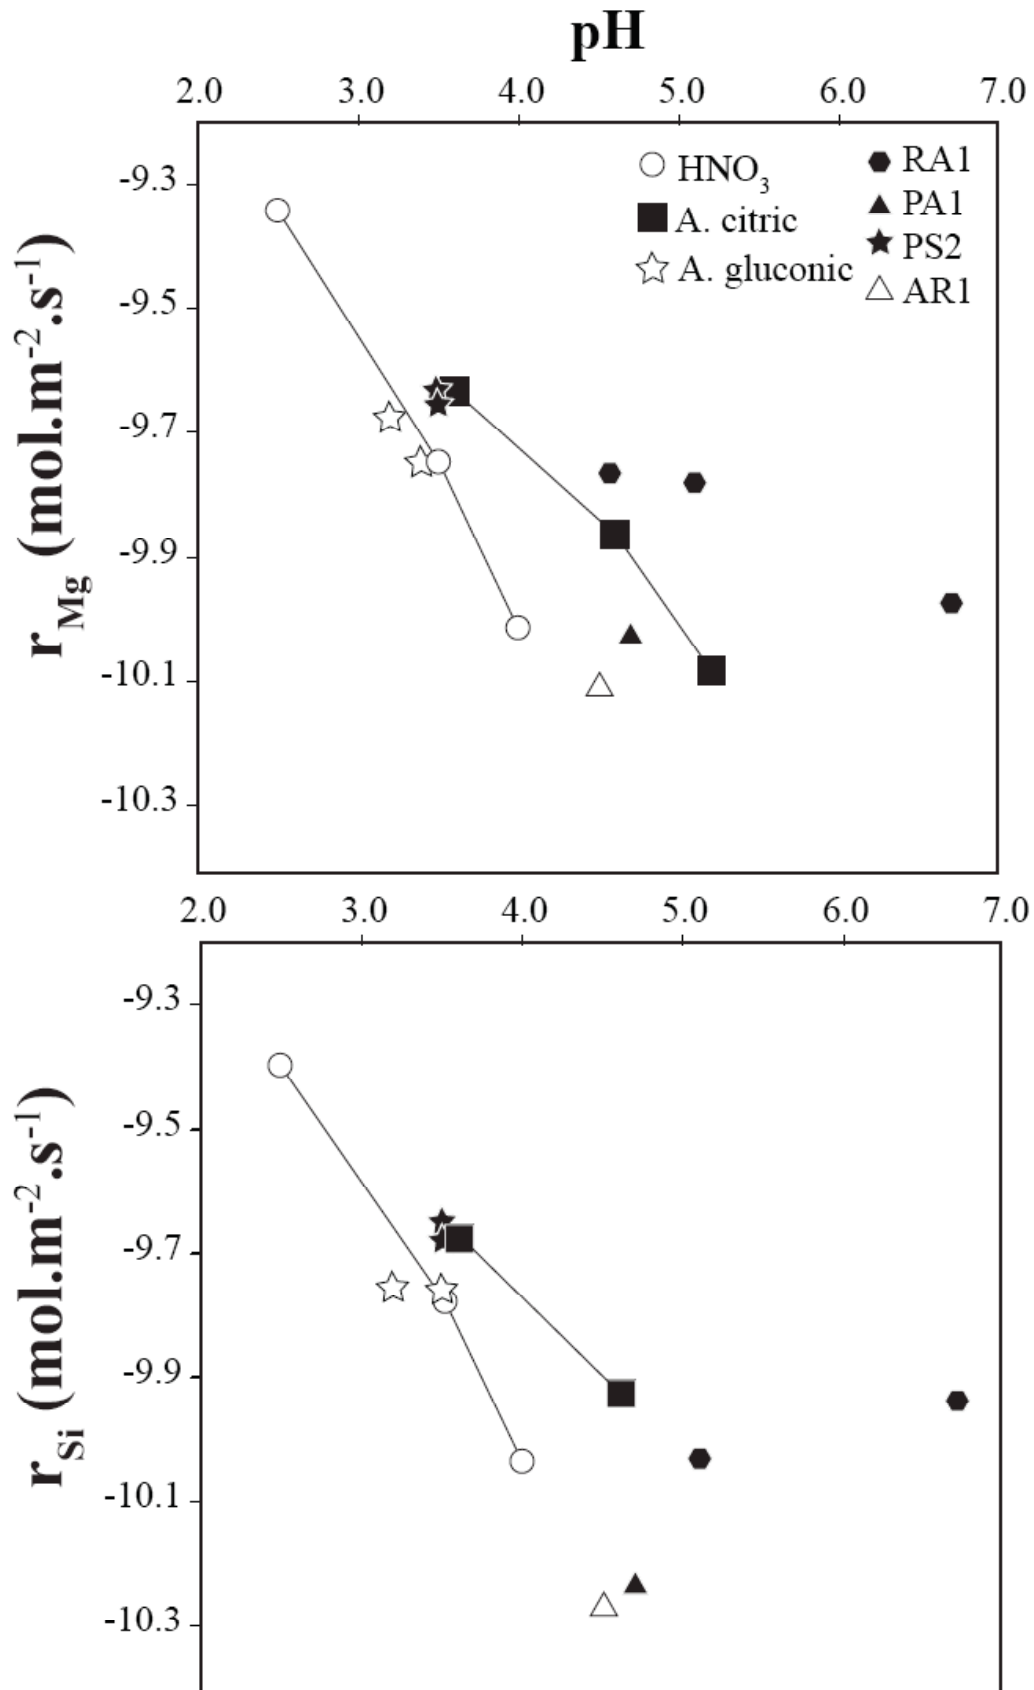 pH
2.0 3.0 4.0 5.0 6.0 7.0
r_Mg (mol.m⁻².s⁻¹)
-9.3
-9.5
-9.7
-9.9
-10.1
-10.3
HNO₃
A. citric
A. gluconic
RA1
PA1
PS2
AR1
2.0 3.0 4.0 5.0 6.0 7.0
r_Si (mol.m⁻².s⁻¹)
-9.3
-9.5
-9.7
-9.9
-10.1
-10.3